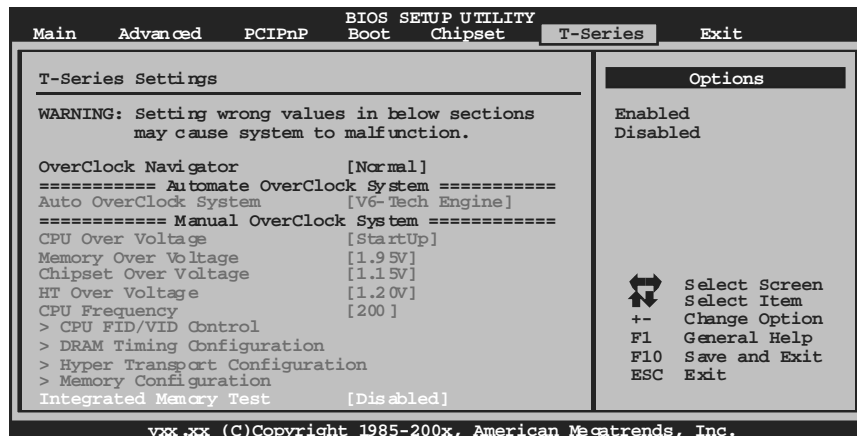 BIOS SETUP UTILITY
Main Advanced PCIPnP Boot Chipset T-Series Exit
T-Series Settings
WARNING: Setting wrong values in below sections
may cause system to malfunction.
OverClock Navigator [Normal]
=========== Automate OverClock System ===========
Auto OverClock System [V6-Tech Engine]
============ Manual OverClock System ============
CPU Over Voltage [StartUp]
Memory Over Voltage [1.95V]
Chipset Over Voltage [1.15V]
HT Over Voltage [1.20V]
CPU Frequency [200 ]
> CPU FID/VID Control
> DRAM Timing Configuration
> Hyper Transport Configuration
> Memory Configuration
Integrated Memory Test [Disabled]
Options
Enabled
Disabled
Select Screen
Select Item
+- Change Option
F1 General Help
F10 Save and Exit
ESC Exit
vxx.xx (C)Copyright 1985-200x, American Megatrends, Inc.